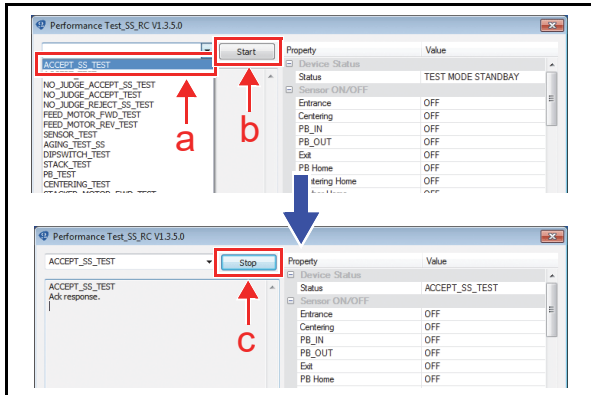 Performance Test_SS_RC V1.3.5.0
Start
Property Value
ACCEPT_SS_TEST
Device Status
Status TEST MODE STANDBAY
Sensor ON/OFF
NO_JUDGE_ACCEPT_SS_TEST
NO_JUDGE_ACCEPT_TEST
NO_JUDGE_REJECT_SS_TEST
FEED_MOTOR_FWD_TEST
FEED_MOTOR_REV_TEST
SENSOR_TEST
AGING_TEST_SS
DIPSWITCH_TEST
STACK_TEST
PB_TEST
CENTERING_TEST
STACKER_MOTOR_FWD_TEST
a
b
Entrance OFF
Centering OFF
PB_IN OFF
PB_OUT OFF
Exit OFF
PB Home OFF
tering Home OFF
OFF
Performance Test_SS_RC V1.3.5.0
ACCEPT_SS_TEST
Stop
Property Value
ACCEPT_SS_TEST
Ack response.
c
Device Status
Status ACCEPT_SS_TEST
Sensor ON/OFF
Entrance OFF
Centering OFF
PB_IN OFF
PB_OUT OFF
Exit OFF
PB Home OFF